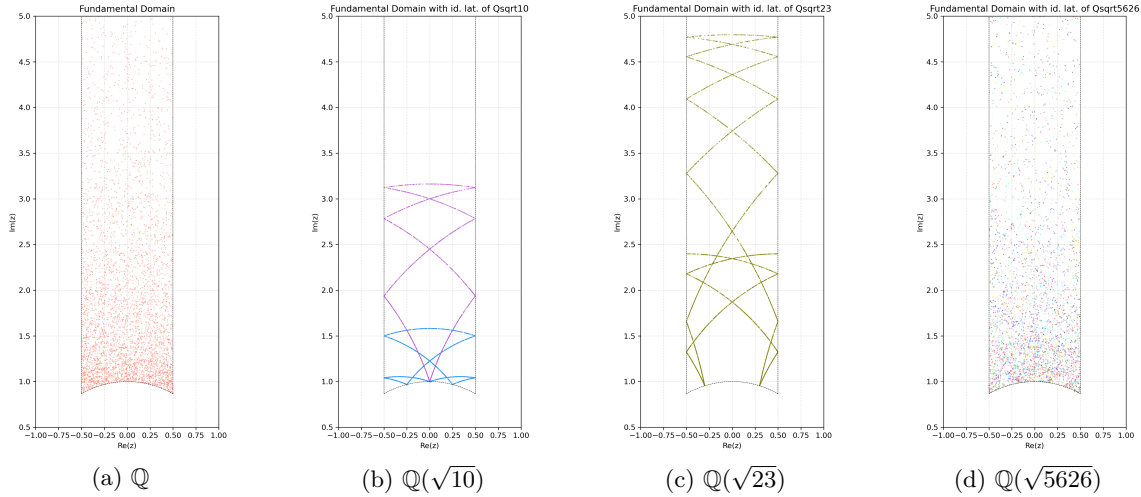 Fundamental Domain
5.0
4.5
4.0
3.5
3.0
2.5
2.0
1.5
1.0
0.5
Im(z)
−1.00 −0.75 −0.50 −0.25 0.00 0.25 0.50 0.75 1.00
Re(z)
(a) ℚ
Fundamental Domain with id. lat. of Qsqrt10
5.0
4.5
4.0
3.5
3.0
2.5
2.0
1.5
1.0
0.5
Im(z)
−1.00 −0.75 −0.50 −0.25 0.00 0.25 0.50 0.75 1.00
Re(z)
(b) ℚ(√10)
Fundamental Domain with id. lat. of Qsqrt23
5.0
4.5
4.0
3.5
3.0
2.5
2.0
1.5
1.0
0.5
Im(z)
−1.00 −0.75 −0.50 −0.25 0.00 0.25 0.50 0.75 1.00
Re(z)
(c) ℚ(√23)
Fundamental Domain with id. lat. of Qsqrt5626
5.0
4.5
4.0
3.5
3.0
2.5
2.0
1.5
1.0
0.5
Im(z)
−1.00 −0.75 −0.50 −0.25 0.00 0.25 0.50 0.75 1.00
Re(z)
(d) ℚ(√5626)